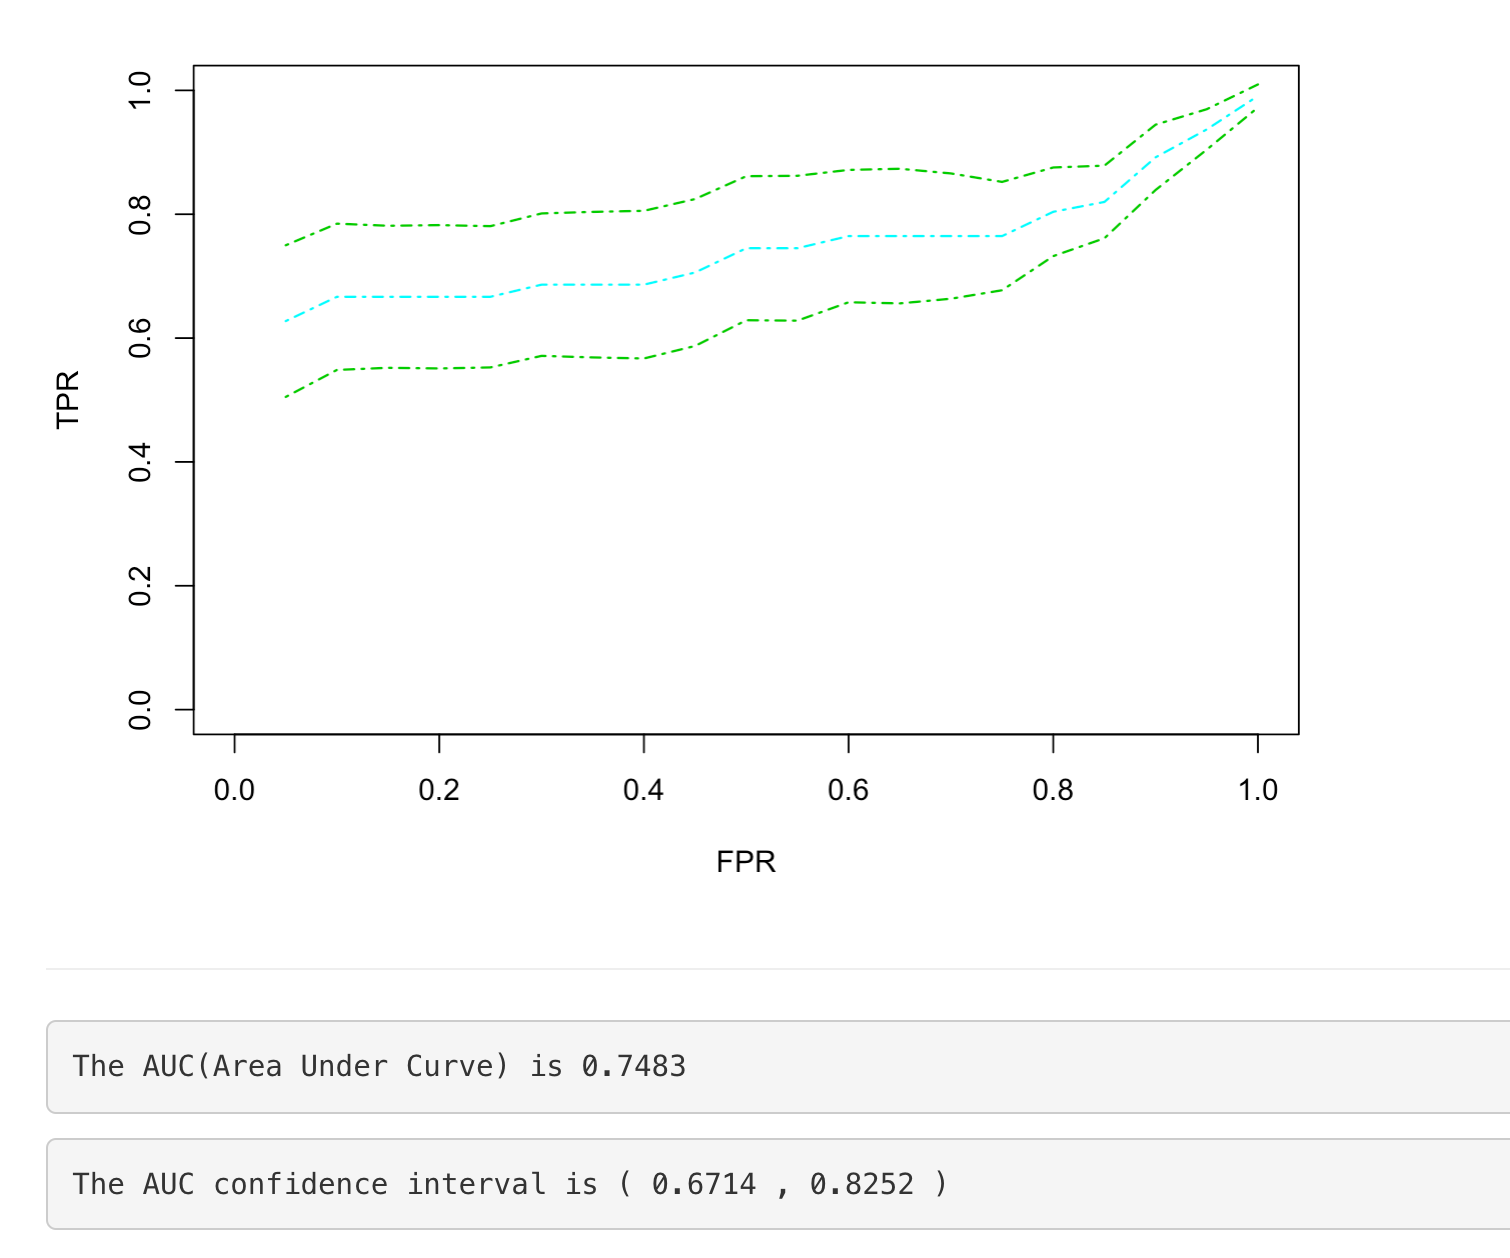 1.0
0.8
0.6
0.4
0.2
0.0
TPR
0.0 0.2 0.4 0.6 0.8 1.0
FPR
The AUC(Area Under Curve) is 0.7483
The AUC confidence interval is ( 0.6714 , 0.8252 )